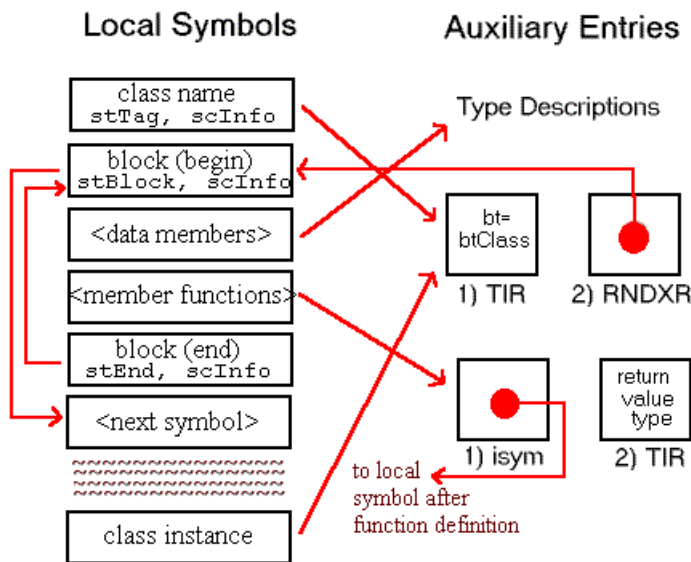 Local Symbols
Auxiliary Entries
class name
stTag, scInfo
Type Descriptions
block (begin)
stBlock, scInfo
<data members>
bt=
btClass
1) TIR
2) RNDXR
<member functions>
block (end)
stEnd, scInfo
<next symbol>
return
value
type
1) isym
2) TIR
to local
symbol after
function definition
~~~~~~~~~~~~~~~~
~~~~~~~~~~~~~~~~
~~~~~~~~~~~~~~~~
~~~~~~~~~~~~~~~~
class instance